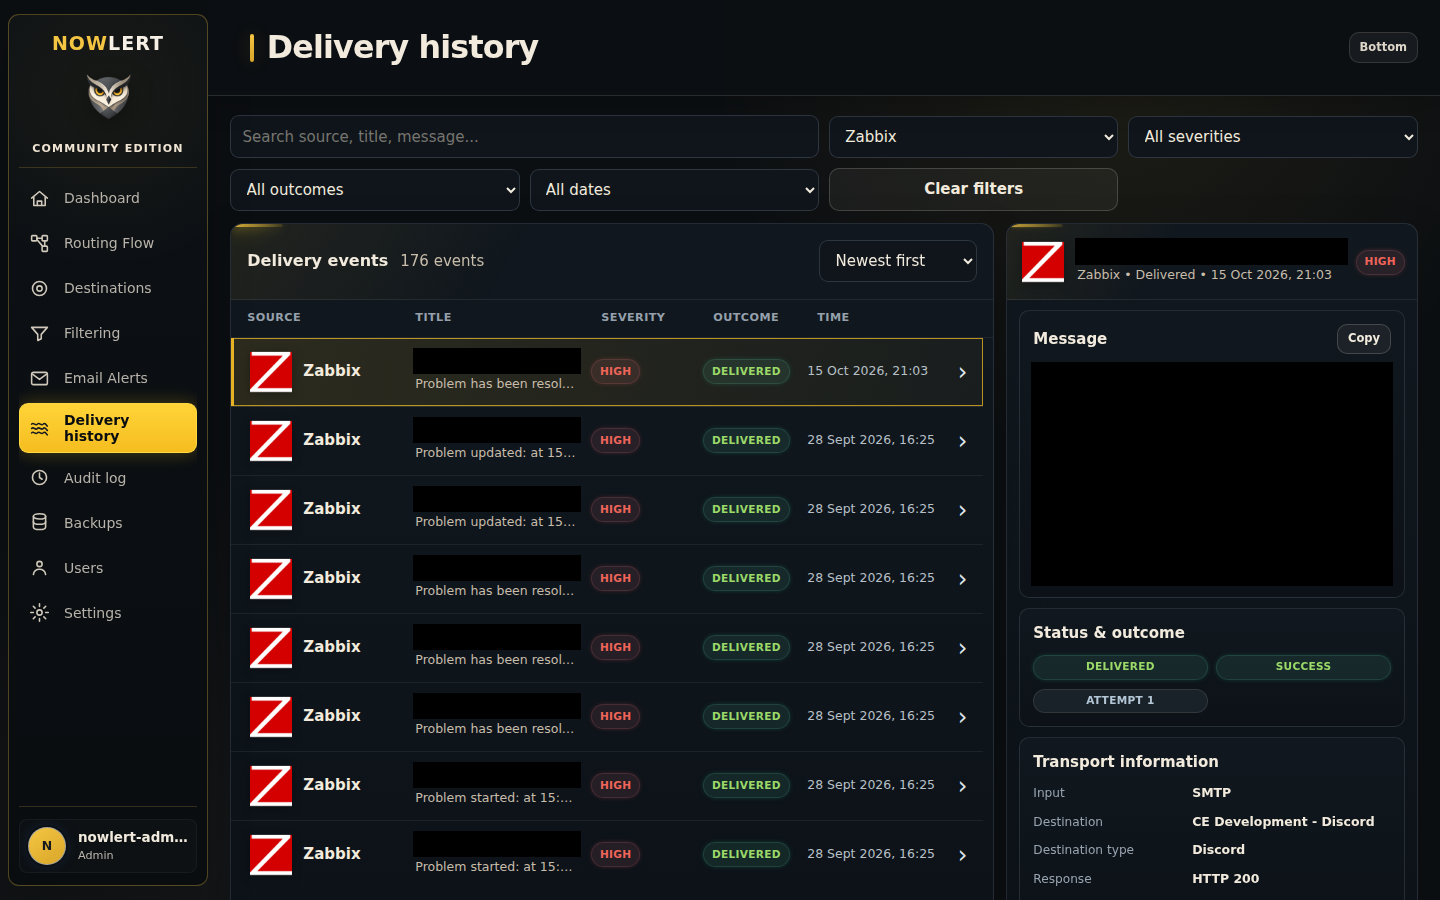 NOWLERT
COMMUNITY EDITION
Dashboard
Routing Flow
Destinations
Filtering
Email Alerts
Delivery
history
Audit log
Backups
Users
Settings
N
nowlert-adm...
Admin
Delivery history
Bottom
Search source, title, message...
Zabbix
All severities
All outcomes
All dates
Clear filters
Delivery events 176 events
Newest first
SOURCE TITLE SEVERITY OUTCOME TIME
Z Zabbix
Problem has been resol...
HIGH DELIVERED 15 Oct 2026, 21:03
Z Zabbix
Problem updated: at 15...
HIGH DELIVERED 28 Sept 2026, 16:25
Z Zabbix
Problem updated: at 15...
HIGH DELIVERED 28 Sept 2026, 16:25
Z Zabbix
Problem has been resol...
HIGH DELIVERED 28 Sept 2026, 16:25
Z Zabbix
Problem has been resol...
HIGH DELIVERED 28 Sept 2026, 16:25
Z Zabbix
Problem has been resol...
HIGH DELIVERED 28 Sept 2026, 16:25
Z Zabbix
Problem started: at 15:...
HIGH DELIVERED 28 Sept 2026, 16:25
Z Zabbix
Problem started: at 15:...
HIGH DELIVERED 28 Sept 2026, 16:25
Z
Zabbix • Delivered • 15 Oct 2026, 21:03
HIGH
Message
Copy
Status & outcome
DELIVERED SUCCESS
ATTEMPT 1
Transport information
Input SMTP
Destination CE Development - Discord
Destination type Discord
Response HTTP 200